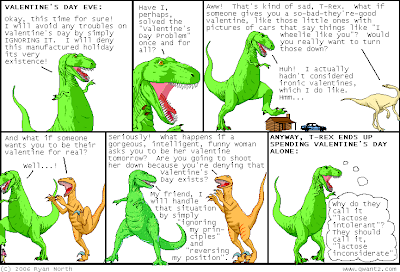 VALENTINE'S DAY EVE:
Okay, this time for sure!
I will avoid any troubles on
Valentine's Day by simply
IGNORING IT.  I will deny
this manufactured holiday
its very
existence!
Have I,
perhaps,
solved the
"Valentine's
Day Problem"
once and for
all?
Aww!  That's kind of sad, T-Rex.  What if
someone gives you a so-bad-they're-good
valentine, like those little ones with
pictures of cars that say things like "I
wheelie like you"?  Would
you really want to turn
those down?
Huh!  I actually
hadn't considered
ironic valentines,
which I do like.
Hmm...
And what if someone
wants you to be their
valentine for real?
Well...!
Seriously!  What happens if a
gorgeous, intelligent, funny woman
asks you to be her valentine
tomorrow?  Are you going to shoot
her down because you're denying that
Valentine's
Day exists?
My friend, I
will handle
that situation
by simply
"ignoring
my prin-
ciples"
and
"reversing
my position".
ANYWAY, T-REX ENDS UP
SPENDING VALENTINE'S DAY
ALONE:
Why do they
call it
"lactose
intolerant"?
They should
call it,
"lactose
inconsiderate".
(C) 2006 Ryan North
www.qwantz.com